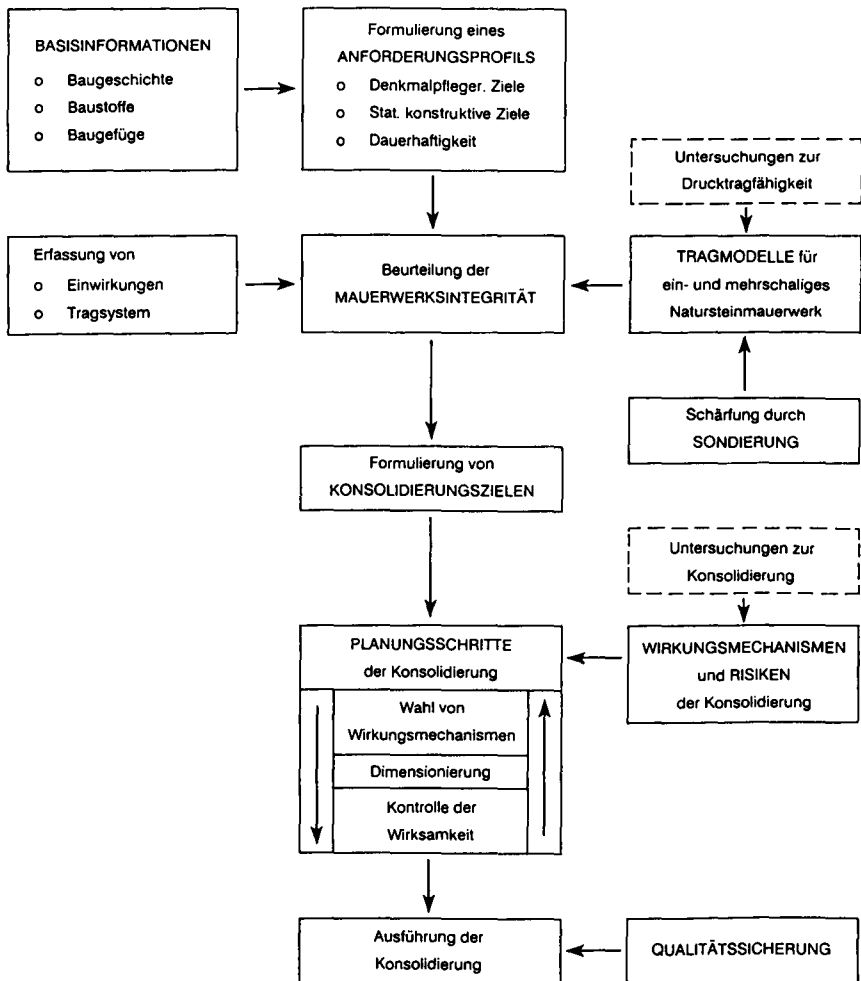 BASISINFORMATIONEN
o Baugeschichte
o Baustoffe
o Baugefüge
Formulierung eines
ANFORDERUNGSPROFILS
o Denkmalpfleger. Ziele
o Stat. konstruktive Ziele
o Dauerhaftigkeit
Untersuchungen zur
Drucktragfähigkeit
Erfassung von
o Einwirkungen
o Tragsystem
Beurteilung der
MAUERWERKSINTEGRITÄT
TRAGMODELLE für
ein- und mehrschaliges
Natursteinmauerwerk
Schärfung durch
SONDIERUNG
Formulierung von
KONSOLIDIERUNGSZIELEN
Untersuchungen zur
Konsolidierung
PLANUNGSSCHRITTE
der Konsolidierung
WIRKUNGSMECHANISMEN
und RISIKEN
der Konsolidierung
Wahl von
Wirkungsmechanismen
Dimensionierung
Kontrolle der
Wirksamkeit
Ausführung der
Konsolidierung
QUALITÄTSSICHERUNG